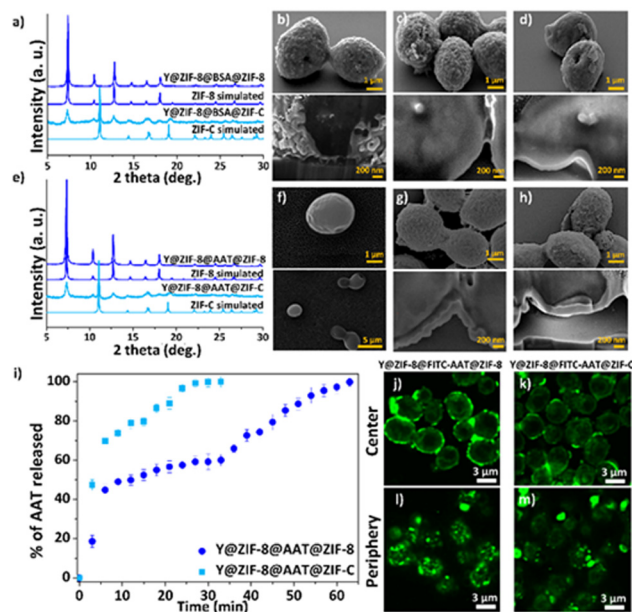 a)
Intensity (a. u.)
Y@ZIF-8@BSA@ZIF-8
ZIF-8 simulated
Y@ZIF-8@BSA@ZIF-C
ZIF-C simulated
5 10 15 20 25 30
2 theta (deg.)
b)
1 µm
200 nm
c)
1 µm
200 nm
d)
1 µm
200 nm
e)
Intensity (a. u.)
Y@ZIF-8@AAT@ZIF-8
ZIF-8 simulated
Y@ZIF-8@AAT@ZIF-C
ZIF-C simulated
5 10 15 20 25 30
2 theta (deg.)
f)
1 µm
5 µm
g)
1 µm
200 nm
h)
1 µm
200 nm
i)
% of AAT released
100
80
60
40
20
0
Y@ZIF-8@AAT@ZIF-8
Y@ZIF-8@AAT@ZIF-C
0 10 20 30 40 50 60
Time [min]
Y@ZIF-8@FITC-AAT@ZIF-8
Y@ZIF-8@FITC-AAT@ZIF-C
Center
j)
3 µm
k)
3 µm
Periphery
l)
3 µm
m)
3 µm